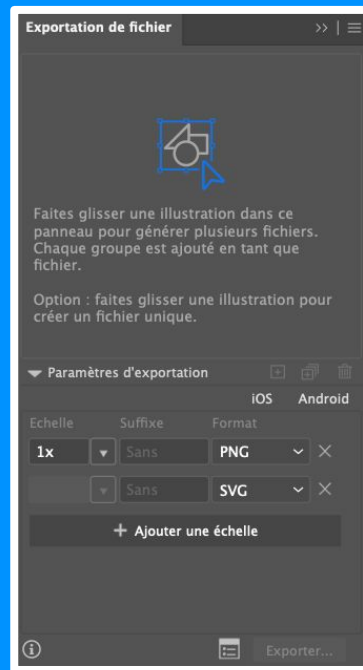 Exportation de fichier
Faites glisser une illustration dans ce
panneau pour générer plusieurs fichiers.
Chaque groupe est ajouté en tant que
fichier.
Option : faites glisser une illustration pour
créer un fichier unique.
Paramètres d'exportation
iOS Android
Echelle Suffixe Format
1x Sans PNG
Sans SVG
+ Ajouter une échelle
Exporter...